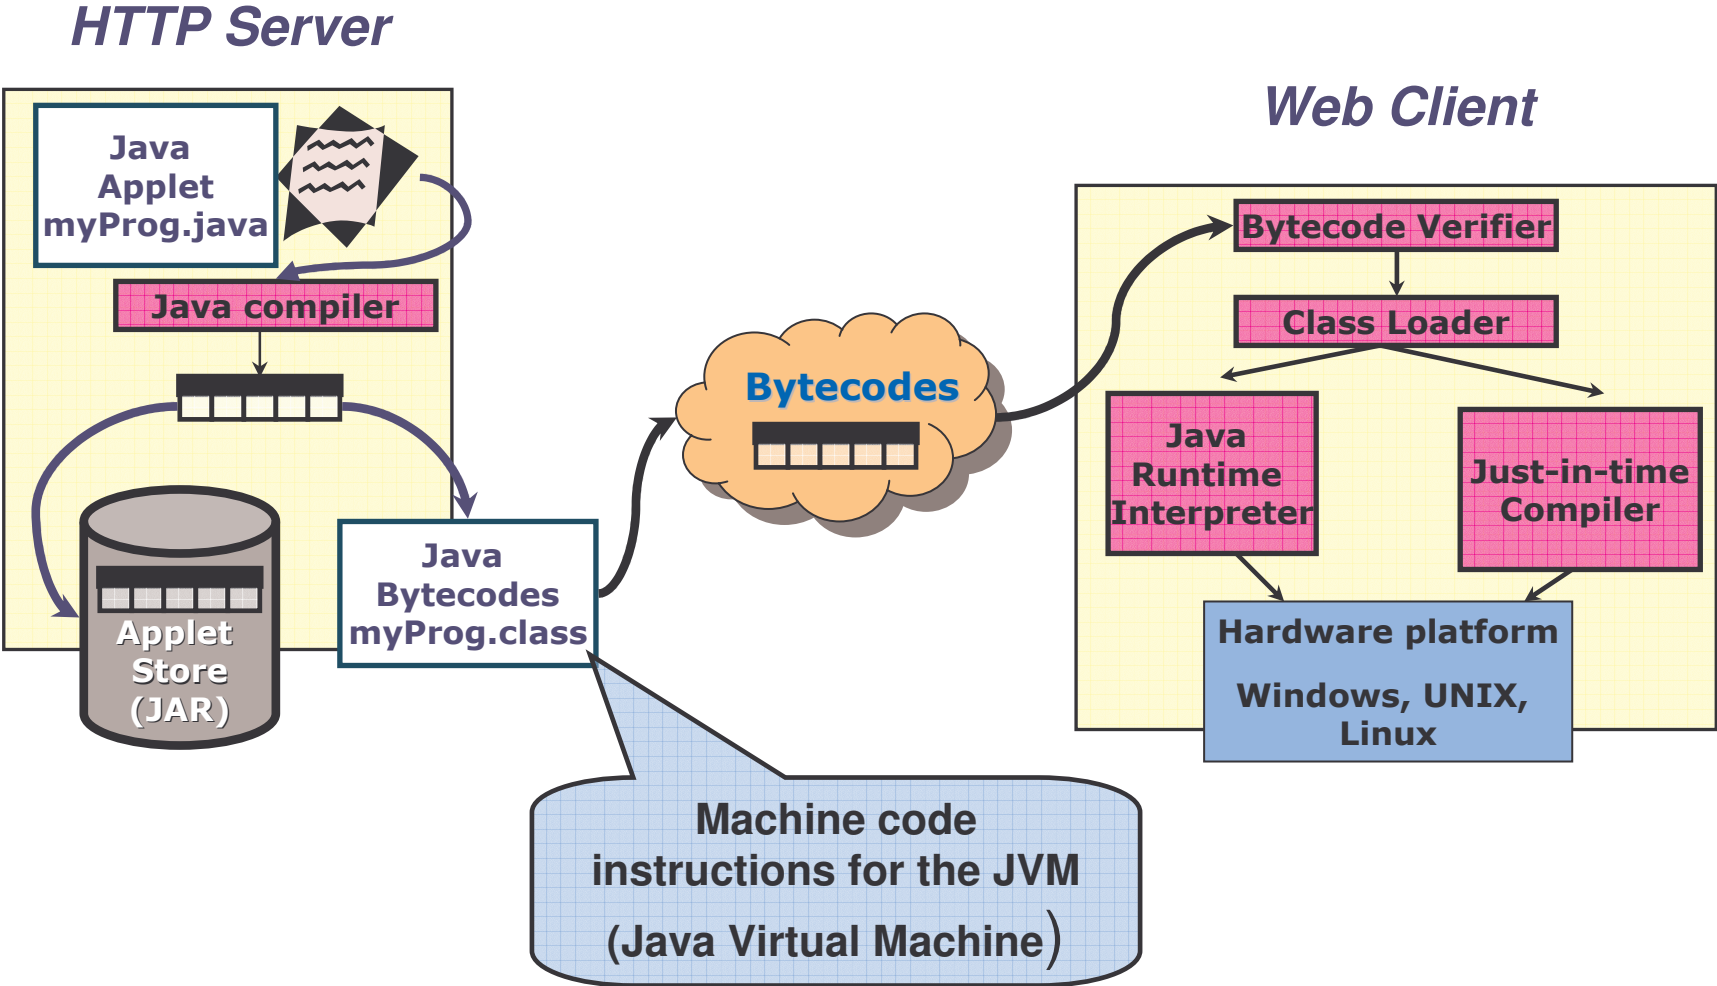 HTTP Server
Java
Applet
myProg.java
Java compiler
Applet
Store
(JAR)
Java
Bytecodes
myProg.class
Bytecodes
Machine code
instructions for the JVM
(Java Virtual Machine)
Web Client
Bytecode Verifier
Class Loader
Java
Runtime
Interpreter
Just-in-time
Compiler
Hardware platform
Windows, UNIX,
Linux